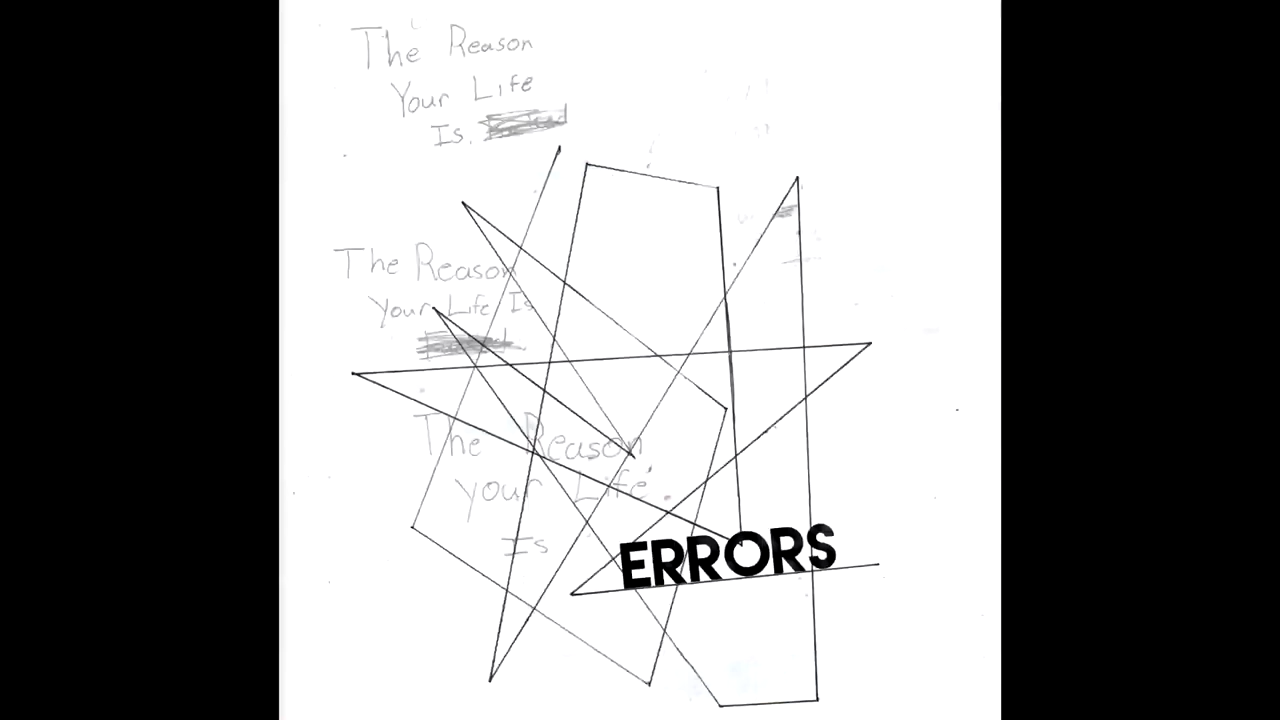 The Reason
Your Life
Is.
The Reason
Your Life Is
The Reason
your Life.
Is
ERRORS